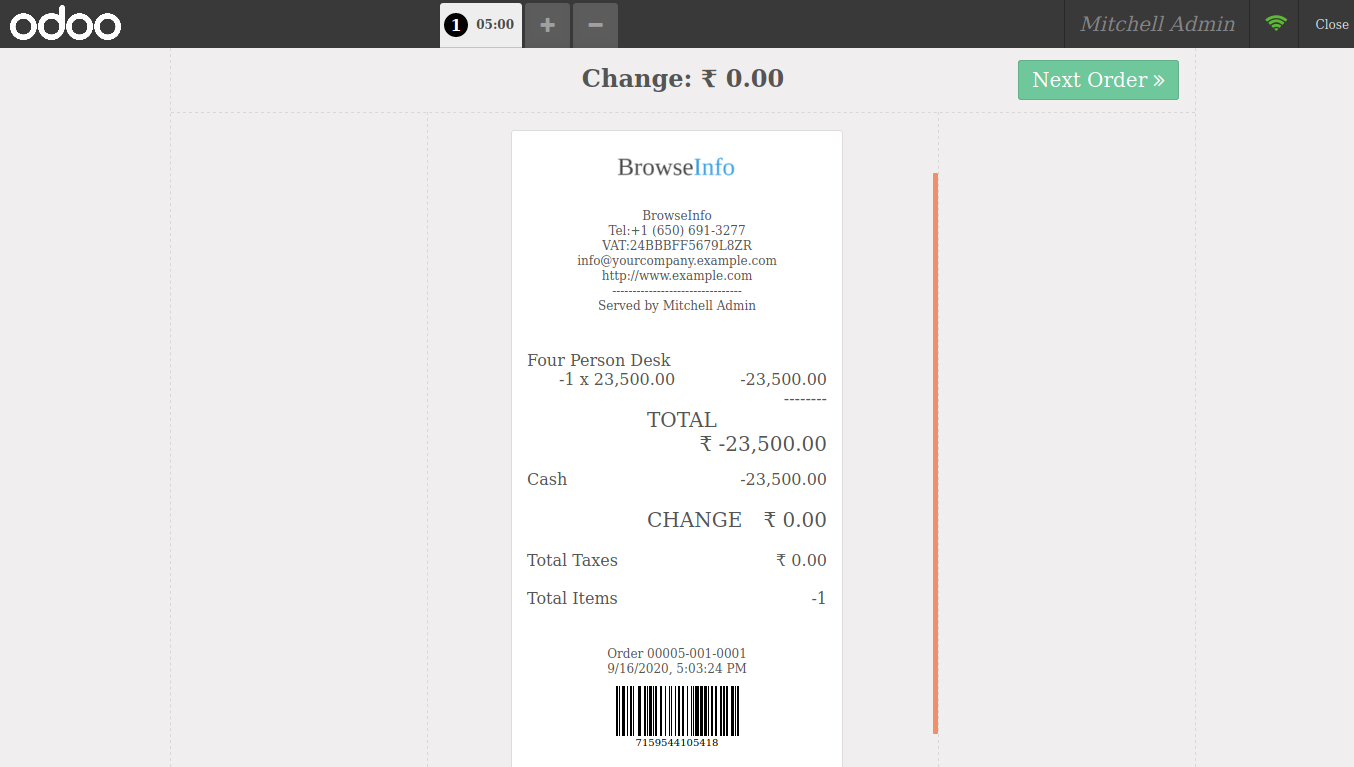 odoo
1 05:00
Mitchell Admin
Close
Change: ₹ 0.00
Next Order
BrowseInfo
BrowseInfo
Tel:+1 (650) 691-3277
VAT:24BBBFF5679L8ZR
info@yourcompany.example.com
http://www.example.com
--------------------------------
Served by Mitchell Admin
Four Person Desk
-1 x 23,500.00 -23,500.00
--------
TOTAL
₹ -23,500.00
Cash -23,500.00
CHANGE ₹ 0.00
Total Taxes ₹ 0.00
Total Items -1
Order 00005-001-0001
9/16/2020, 5:03:24 PM
7159544105418